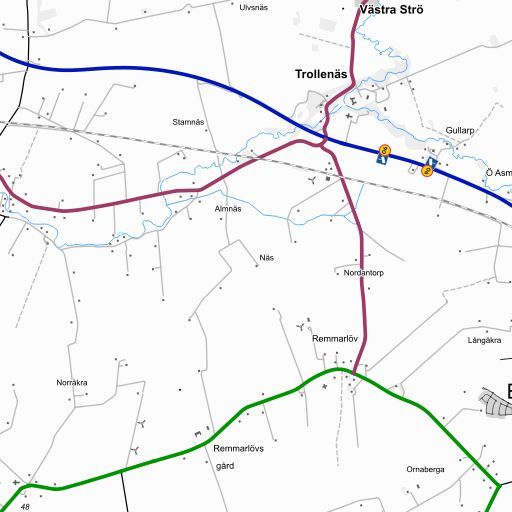 Ulvsnäs
Västra Strö
Trollenäs
Stamnäs
Gullarp
Ö Asm
Almnäs
Näs
Nordantorp
Remmarlöv
Långåkra
Norråkra
Remmarlövs
gård
Ornaberga
48